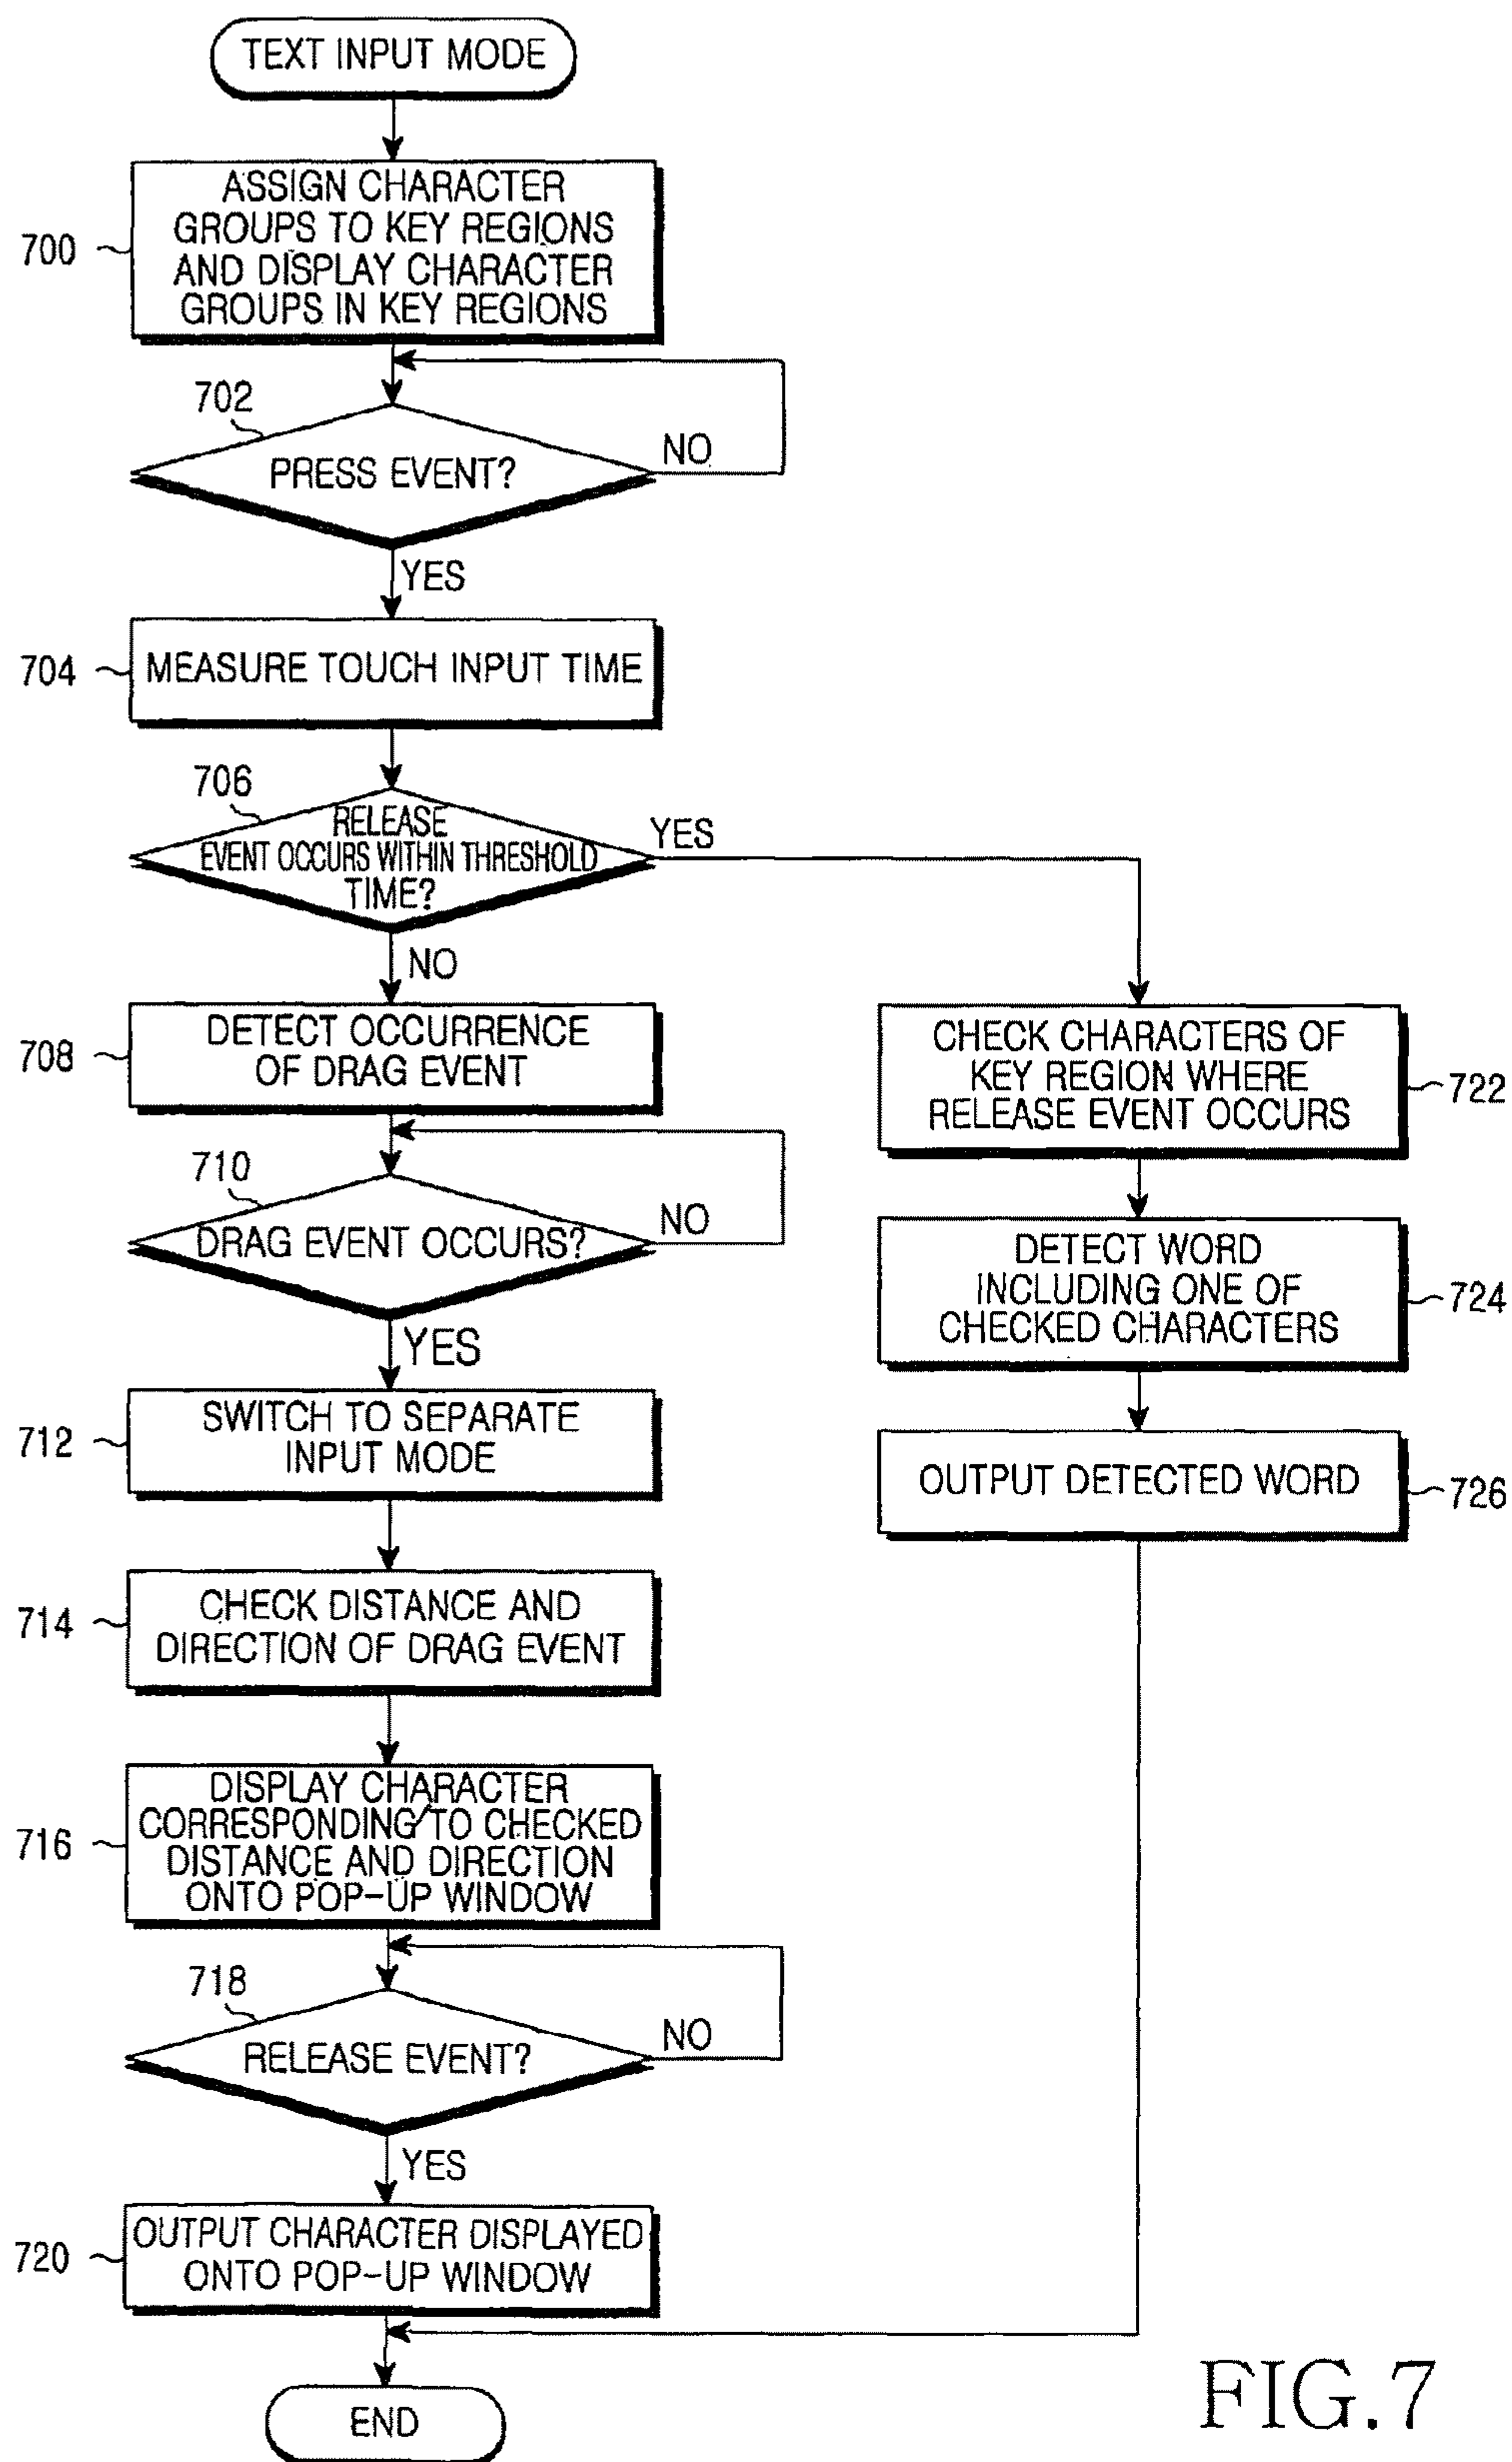 TEXT INPUT MODE
700
ASSIGN CHARACTER
GROUPS TO KEY REGIONS
AND DISPLAY CHARACTER
GROUPS IN KEY REGIONS
702
PRESS EVENT?
NO
YES
704
MEASURE TOUCH INPUT TIME
706
RELEASE
EVENT OCCURS WITHIN THRESHOLD
TIME?
YES
NO
708
DETECT OCCURRENCE
OF DRAG EVENT
710
DRAG EVENT OCCURS?
NO
YES
712
SWITCH TO SEPARATE
INPUT MODE
714
CHECK DISTANCE AND
DIRECTION OF DRAG EVENT
716
DISPLAY CHARACTER
CORRESPONDING TO CHECKED
DISTANCE AND DIRECTION
ONTO POP-UP WINDOW
718
RELEASE EVENT?
NO
YES
720
OUTPUT CHARACTER DISPLAYED
ONTO POP-UP WINDOW
CHECK CHARACTERS OF
KEY REGION WHERE
RELEASE EVENT OCCURS
722
DETECT WORD
INCLUDING ONE OF
CHECKED CHARACTERS
724
OUTPUT DETECTED WORD
726
END
FIG.7